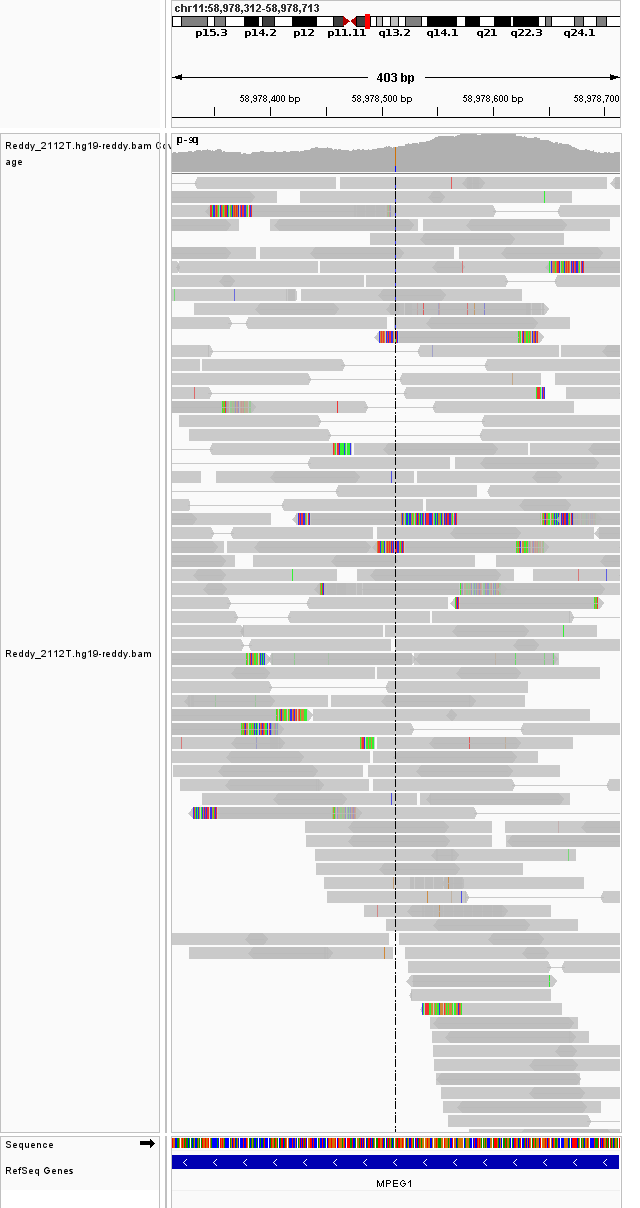 chr11:58,978,312-58,978,713
p15.3 p14.2 p12 p11.11 q13.2 q14.1 q21 q22.3 q24.1
403 bp
58,978,400 bp 58,978,500 bp 58,978,600 bp 58,978,700
Reddy_2112T.hg19-reddy.bam Cov
age
Reddy_2112T.hg19-reddy.bam
Sequence
RefSeq Genes
MPEG1